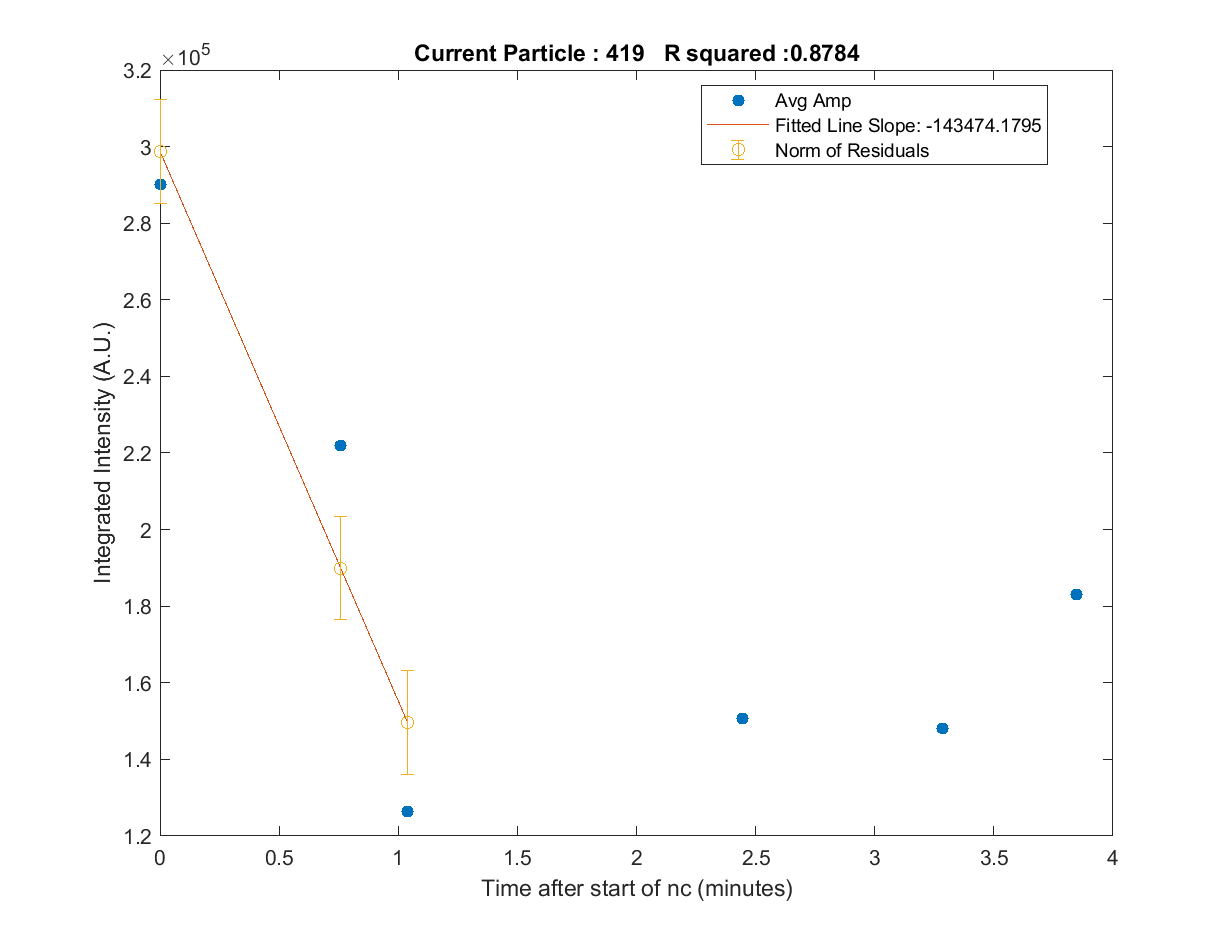 Current Particle : 419   R squared :0.8784
×10^5
3.2
3
2.8
2.6
2.4
2.2
2
1.8
1.6
1.4
1.2
Integrated Intensity (A.U.)
Avg Amp
Fitted Line Slope: -143474.1795
Norm of Residuals
0 0.5 1 1.5 2 2.5 3 3.5 4
Time after start of nc (minutes)